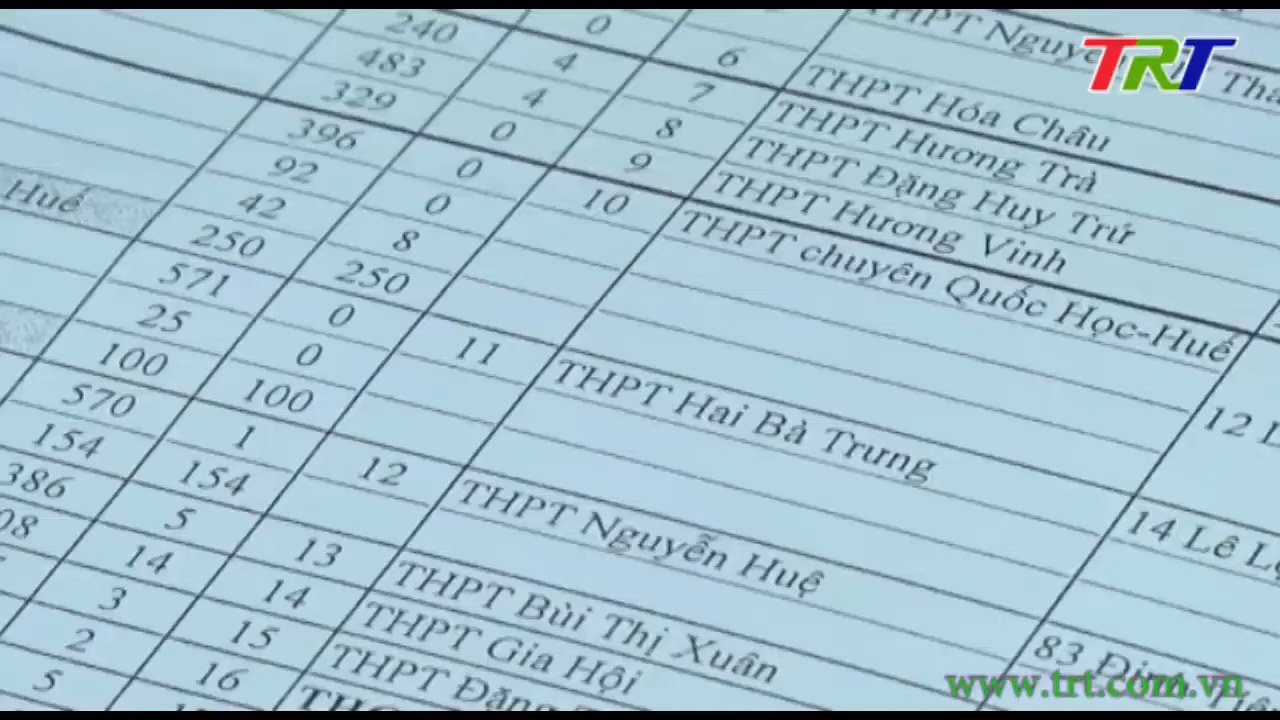 THPT Nguyễn
0 6 THPT Hóa Châu
240 4 7 THPT Hương Trà
483 4 8 THPT Đặng Huy Trứ
329 0 9 THPT Hương Vinh
396 0 10 THPT chuyên Quốc Học-Huế 12
92 0
42 8
Huế 250 250
571 0 11 THPT Hai Bà Trưng 14 Lê
25 0
100 100
570 1 12 THPT Nguyễn Huệ 83
154 154
386 5 13 THPT Bùi Thị Xuân
08 14 14 THPT Gia Hội
3 15 THPT Đặng
2 16
5
TRT
www.trt.com.vn